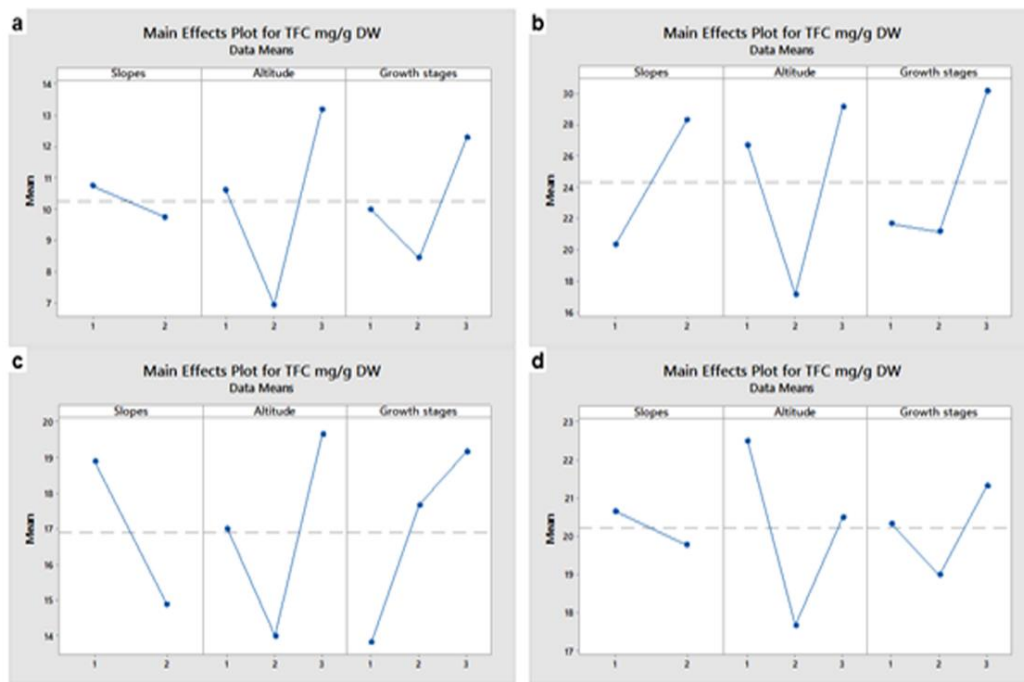 a
Main Effects Plot for TFC mg/g DW
Data Means
Slopes Altitude Growth stages
14
13
12
11
10
9
8
7
Mean
1 2 1 2 3 1 2 3
b
Main Effects Plot for TFC mg/g DW
Data Means
Slopes Altitude Growth stages
30
28
26
24
22
20
18
16
Mean
1 2 1 2 3 1 2 3
c
Main Effects Plot for TFC mg/g DW
Data Means
Slopes Altitude Growth stages
20
19
18
17
16
15
14
Mean
1 2 1 2 3 1 2 3
d
Main Effects Plot for TFC mg/g DW
Data Means
Slopes Altitude Growth stages
23
22
21
20
19
18
17
Mean
1 2 1 2 3 1 2 3